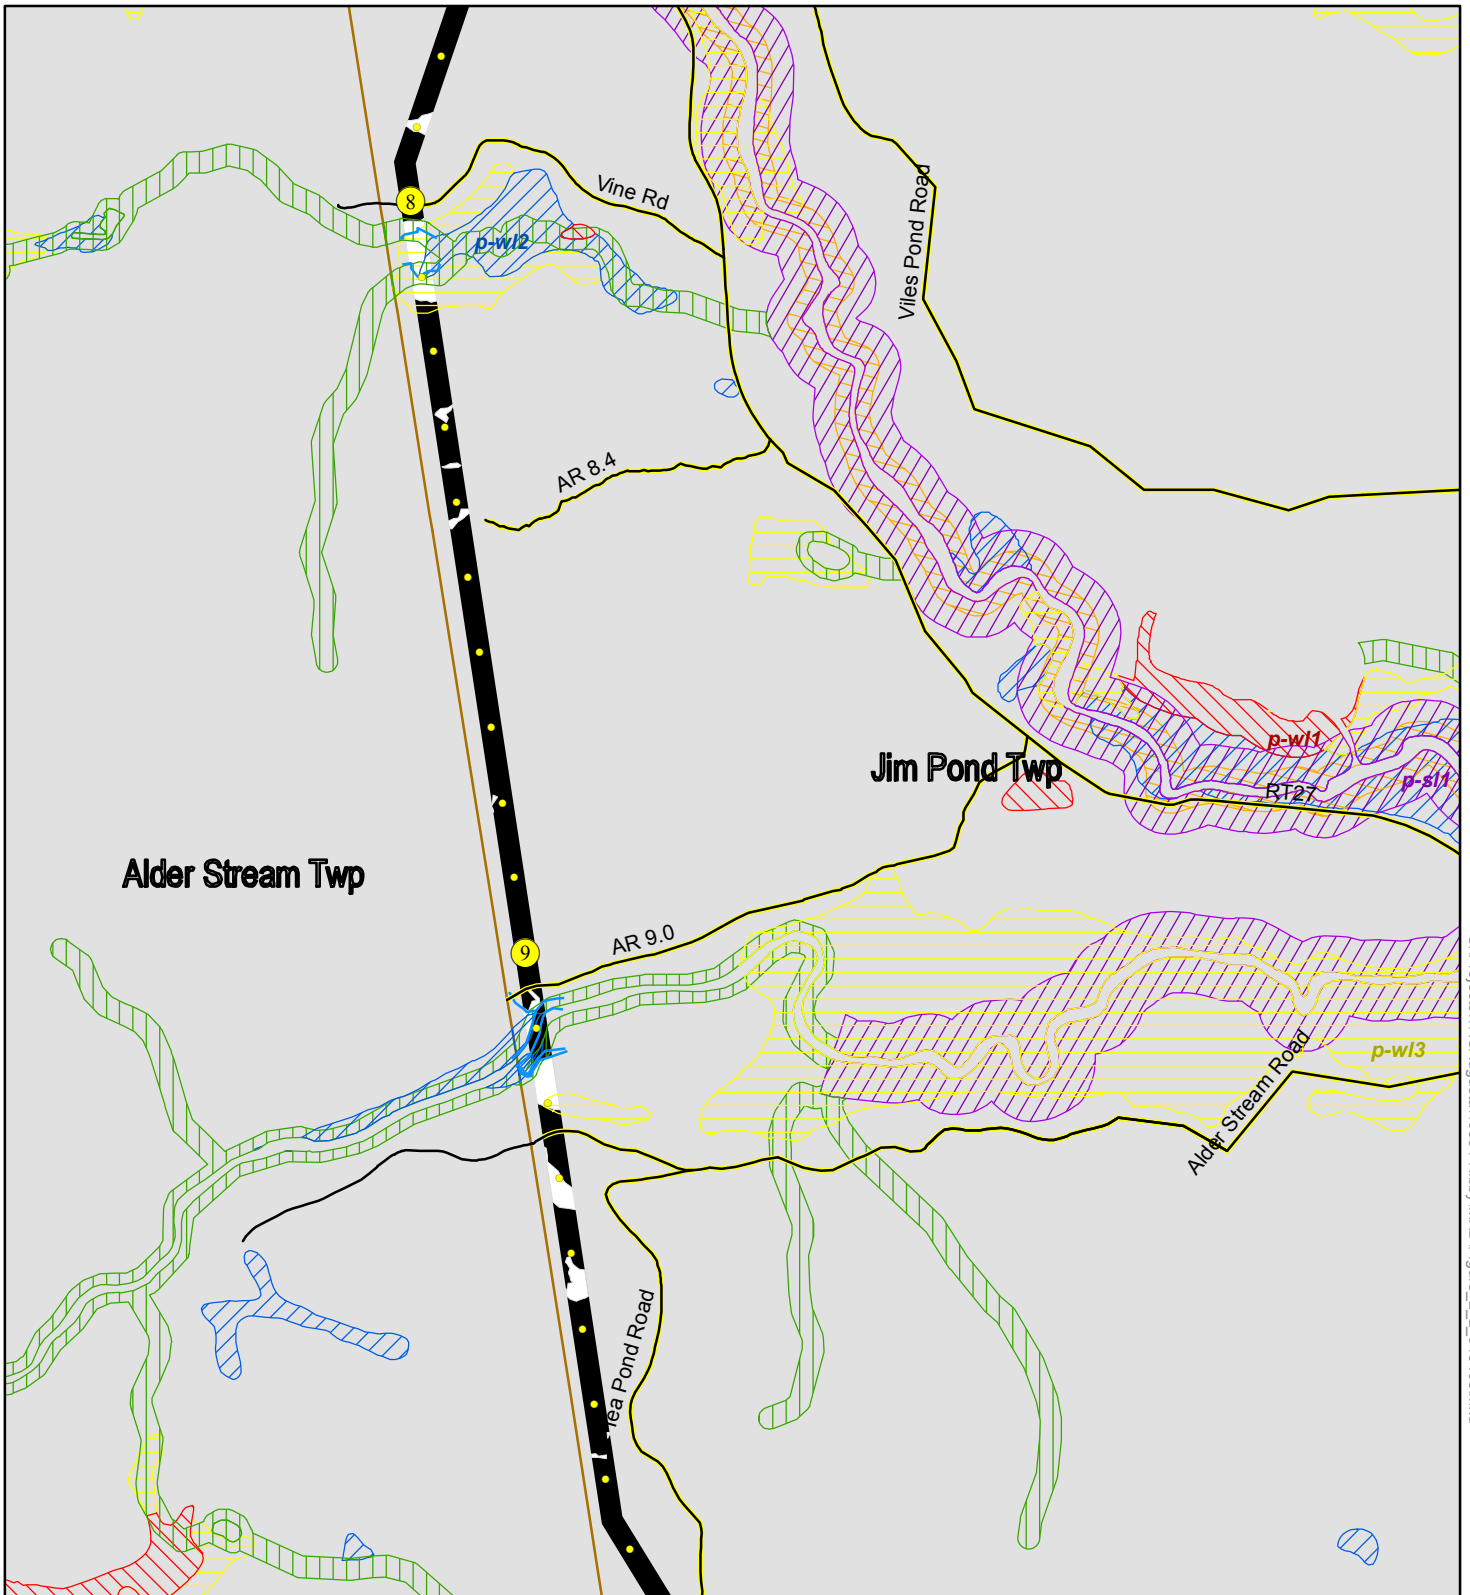 8
Vine Rd
Viles Pond Road
p-wl2
AR 8.4
p-wl1
Jim Pond Twp
p-sl1
RT27
Alder Stream Twp
AR 9.0
9
p-wl3
Alder Stream Road
Pond Road